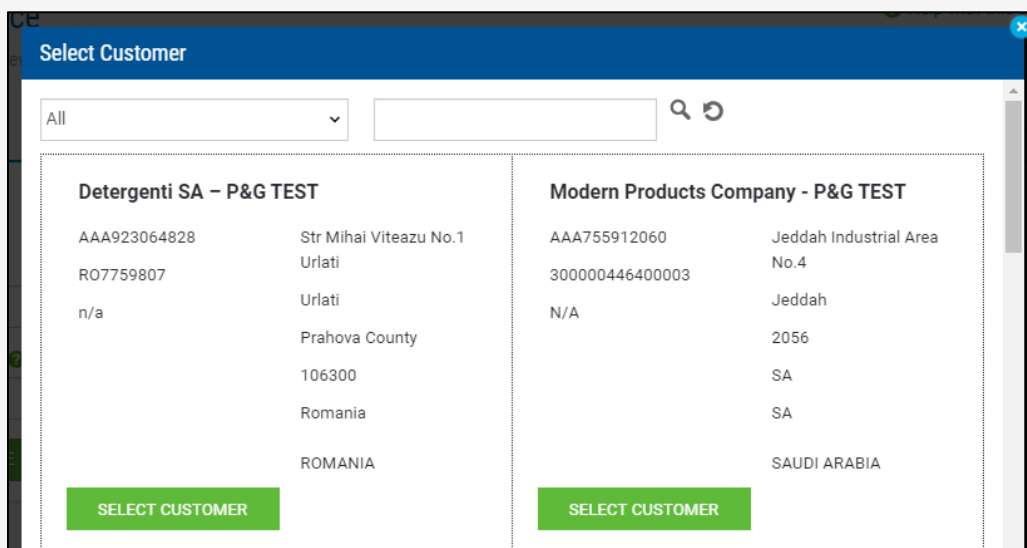 ce
Select Customer
All
Detergenti SA – P&G TEST
AAA923064828
RO7759807
n/a
Str Mihai Viteazu No.1
Urlati
Urlati
Prahova County
106300
Romania
ROMANIA
SELECT CUSTOMER
Modern Products Company - P&G TEST
AAA755912060
300000446400003
N/A
Jeddah Industrial Area
No.4
Jeddah
2056
SA
SA
SAUDI ARABIA
SELECT CUSTOMER